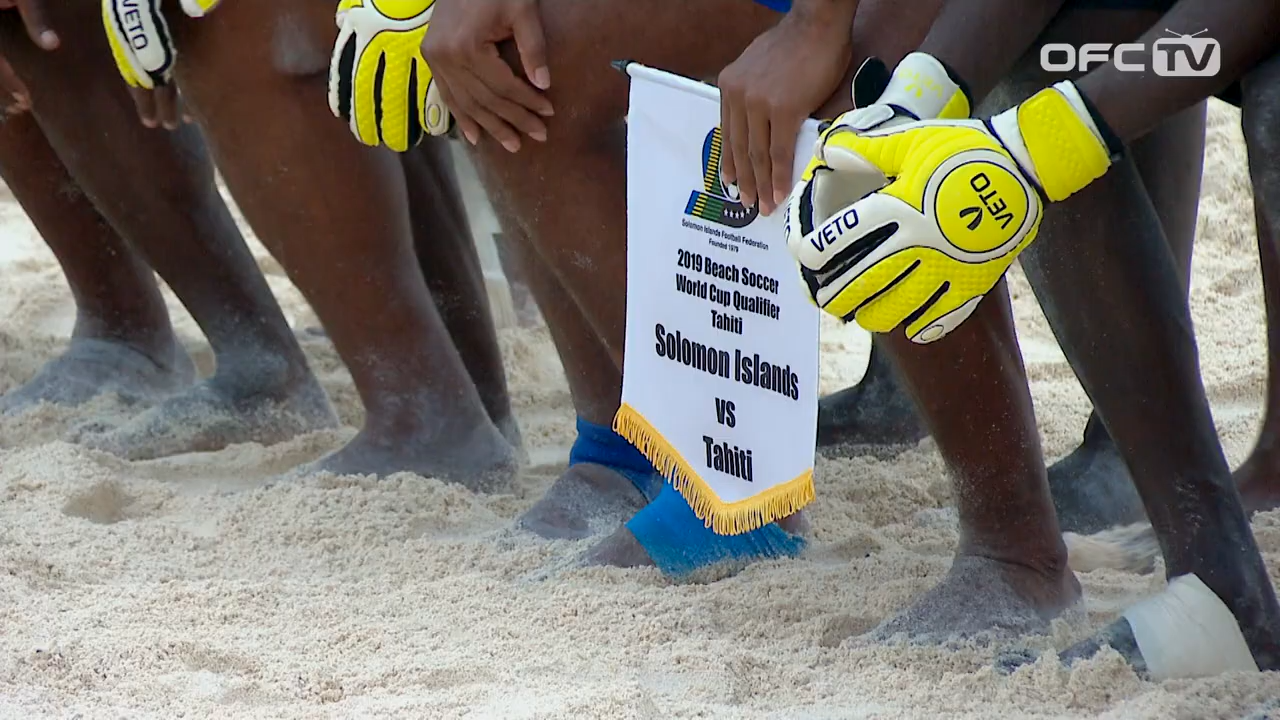 OFC TV
VETO
VETO
VETO
Solomon Islands Football Federation
Founded 1979
2019 Beach Soccer
World Cup Qualifier
Tahiti
Solomon Islands
vs
Tahiti